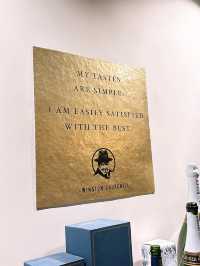 MY TASTES
ARE SIMPLE:
I AM EASILY SATISFIED
WITH THE BEST.
WINSTON CHURCHILL